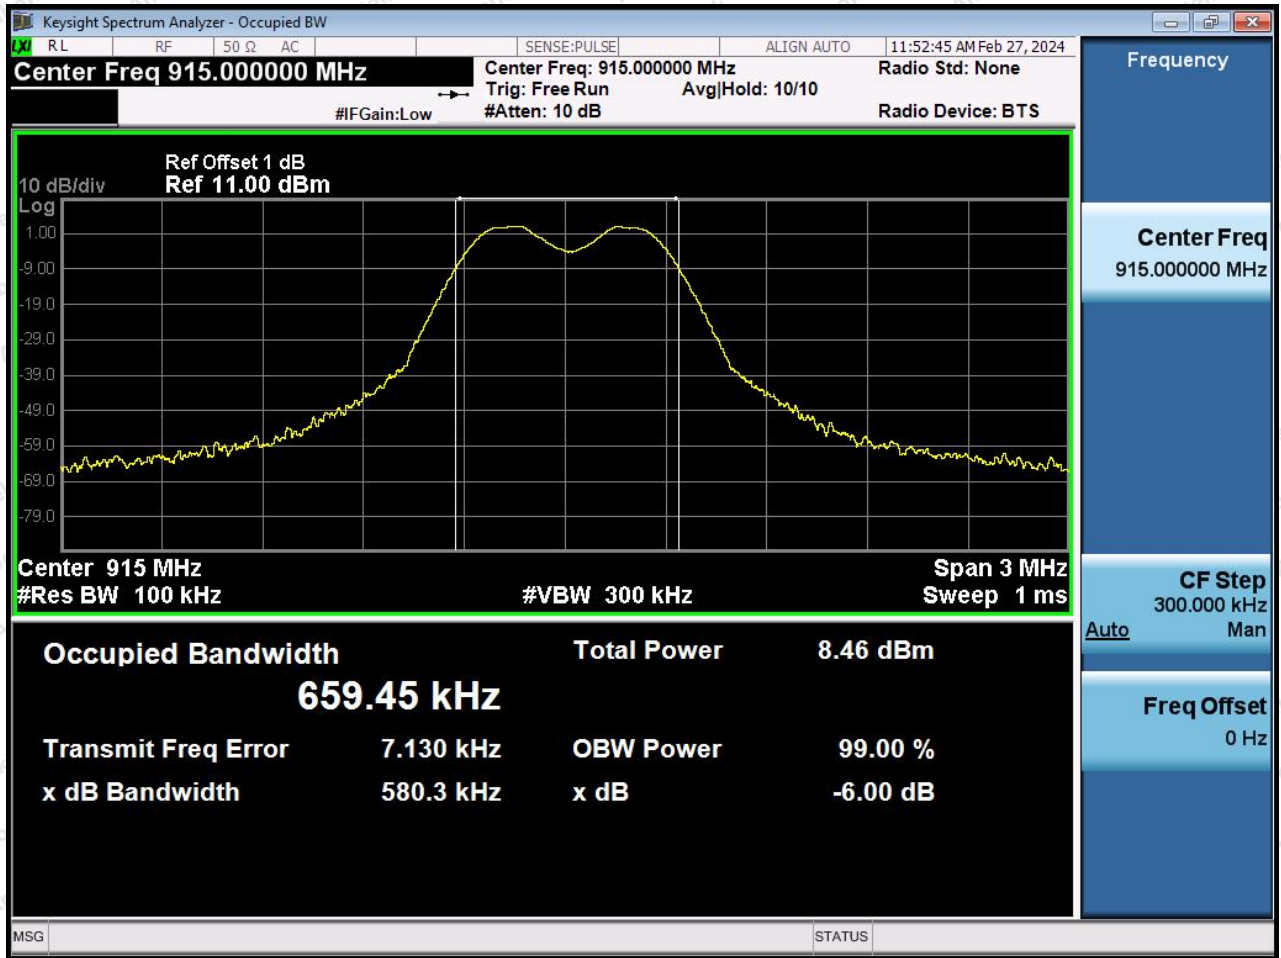 Keysight Spectrum Analyzer - Occupied BW
LXI RL RF 50 Ω AC SENSE:PULSE ALIGN AUTO 11:52:45 AM Feb 27, 2024
Center Freq 915.000000 MHz
Center Freq: 915.000000 MHz Radio Std: None
Trig: Free Run Avg|Hold: 10/10
#IFGain:Low #Atten: 10 dB Radio Device: BTS
Frequency
Ref Offset 1 dB
10 dB/div Ref 11.00 dBm
Log
1.00
-9.00
-19.0
-29.0
-39.0
-49.0
-59.0
-69.0
-79.0
Center 915 MHz Span 3 MHz
#Res BW 100 kHz #VBW 300 kHz Sweep 1 ms
Occupied Bandwidth Total Power 8.46 dBm
659.45 kHz
Transmit Freq Error 7.130 kHz OBW Power 99.00 %
x dB Bandwidth 580.3 kHz x dB -6.00 dB
Center Freq
915.000000 MHz
CF Step
300.000 kHz
Auto Man
Freq Offset
0 Hz
MSG STATUS